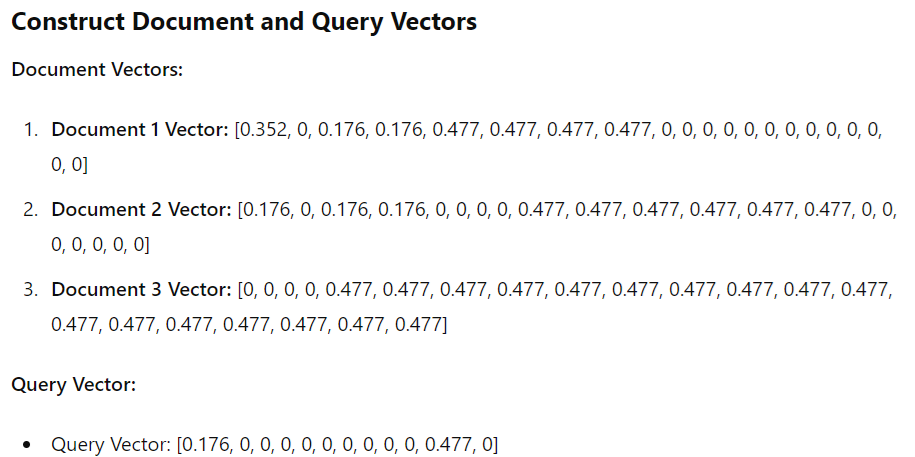 Construct Document and Query Vectors
Document Vectors:
1. Document 1 Vector: [0.352, 0, 0.176, 0.176, 0.477, 0.477, 0.477, 0.477, 0, 0, 0, 0, 0, 0, 0, 0, 0, 0, 0,
0, 0]
2. Document 2 Vector: [0.176, 0, 0.176, 0.176, 0, 0, 0, 0, 0.477, 0.477, 0.477, 0.477, 0.477, 0.477, 0, 0,
0, 0, 0, 0, 0]
3. Document 3 Vector: [0, 0, 0, 0, 0.477, 0.477, 0.477, 0.477, 0.477, 0.477, 0.477, 0.477, 0.477, 0.477,
0.477, 0.477, 0.477, 0.477, 0.477, 0.477, 0.477]
Query Vector:
• Query Vector: [0.176, 0, 0, 0, 0, 0, 0, 0, 0, 0, 0.477, 0]